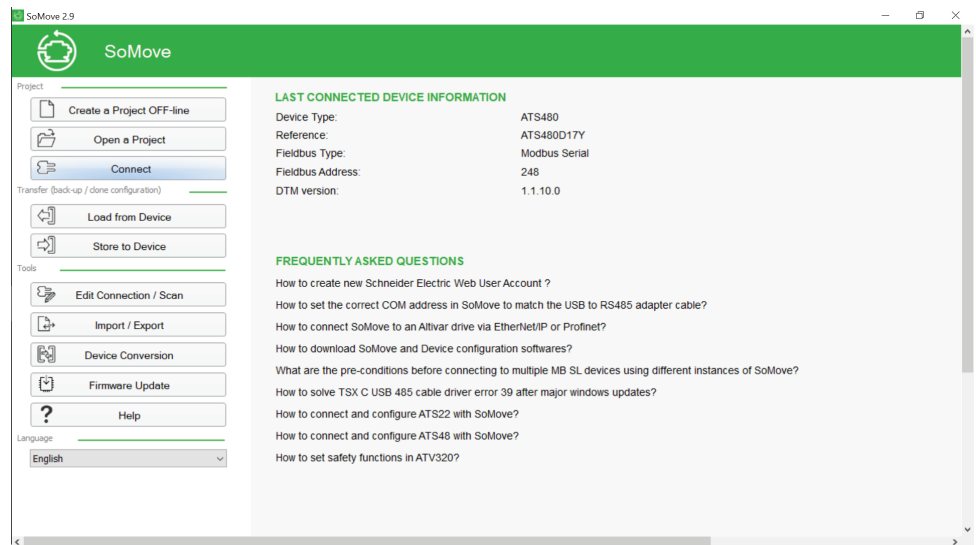 SoMove 2.9
SoMove
Project
Create a Project OFF-line
Open a Project
Connect
Transfer (back-up / clone configuration)
Load from Device
Store to Device
Tools
Edit Connection / Scan
Import / Export
Device Conversion
Firmware Update
? Help
Language
English
LAST CONNECTED DEVICE INFORMATION
Device Type: ATS480
Reference: ATS480D17Y
Fieldbus Type: Modbus Serial
Fieldbus Address: 248
DTM version: 1.1.10.0
FREQUENTLY ASKED QUESTIONS
How to create new Schneider Electric Web User Account ?
How to set the correct COM address in SoMove to match the USB to RS485 adapter cable?
How to connect SoMove to an Altivar drive via EtherNet/IP or Profinet?
How to download SoMove and Device configuration softwares?
What are the pre-conditions before connecting to multiple MB SL devices using different instances of SoMove?
How to solve TSX C USB 485 cable driver error 39 after major windows updates?
How to connect and configure ATS22 with SoMove?
How to connect and configure ATS48 with SoMove?
How to set safety functions in ATV320?